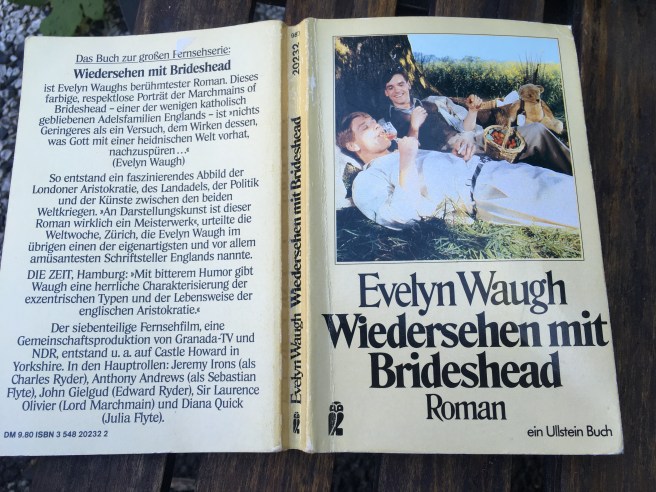 Das Buch zur großen Fernsehserie:
Wiedersehen mit Brideshead
ist Evelyn Waughs berühmtester Roman. Dieses
farbige, respektlose Porträt der Marchmains of
Brideshead – einer der wenigen katholisch
gebliebenen Adelsfamilien Englands – ist »nichts
Geringeres als ein Versuch, dem Wirken dessen,
was Gott mit einer heidnischen Welt vorhat,
nachzuspüren ...«
(Evelyn Waugh)
So entstand ein faszinierendes Abbild der
Londoner Aristokratie, des Landadels, der Politik
und der Künste zwischen den beiden
Weltkriegen. »An Darstellungskunst ist dieser
Roman wirklich ein Meisterwerk«, urteilte die
Weltwoche, Zürich, die Evelyn Waugh im
übrigen einen der eigenartigsten und vor allem
amüsantesten Schriftsteller Englands nannte.
DIE ZEIT, Hamburg: »Mit bitterem Humor gibt
Waugh eine herrliche Charakterisierung der
exzentrischen Typen und der Lebensweise der
englischen Aristokratie.«
Der siebenteilige Fernsehfilm, eine
Gemeinschaftsproduktion von Granada-TV und
NDR, entstand u. a. auf Castle Howard in
Yorkshire. In den Hauptrollen: Jeremy Irons (als
Charles Ryder), Anthony Andrews (als Sebastian
Flyte), John Gielgud (Edward Ryder), Sir Laurence
Olivier (Lord Marchmain) und Diana Quick
(Julia Flyte).
DM 9.80 ISBN 3 548 20232 2
Evelyn Waugh Wiedersehen mit Brideshead
20232
Evelyn Waugh
Wiedersehen mit
Brideshead
Roman
ein Ullstein Buch